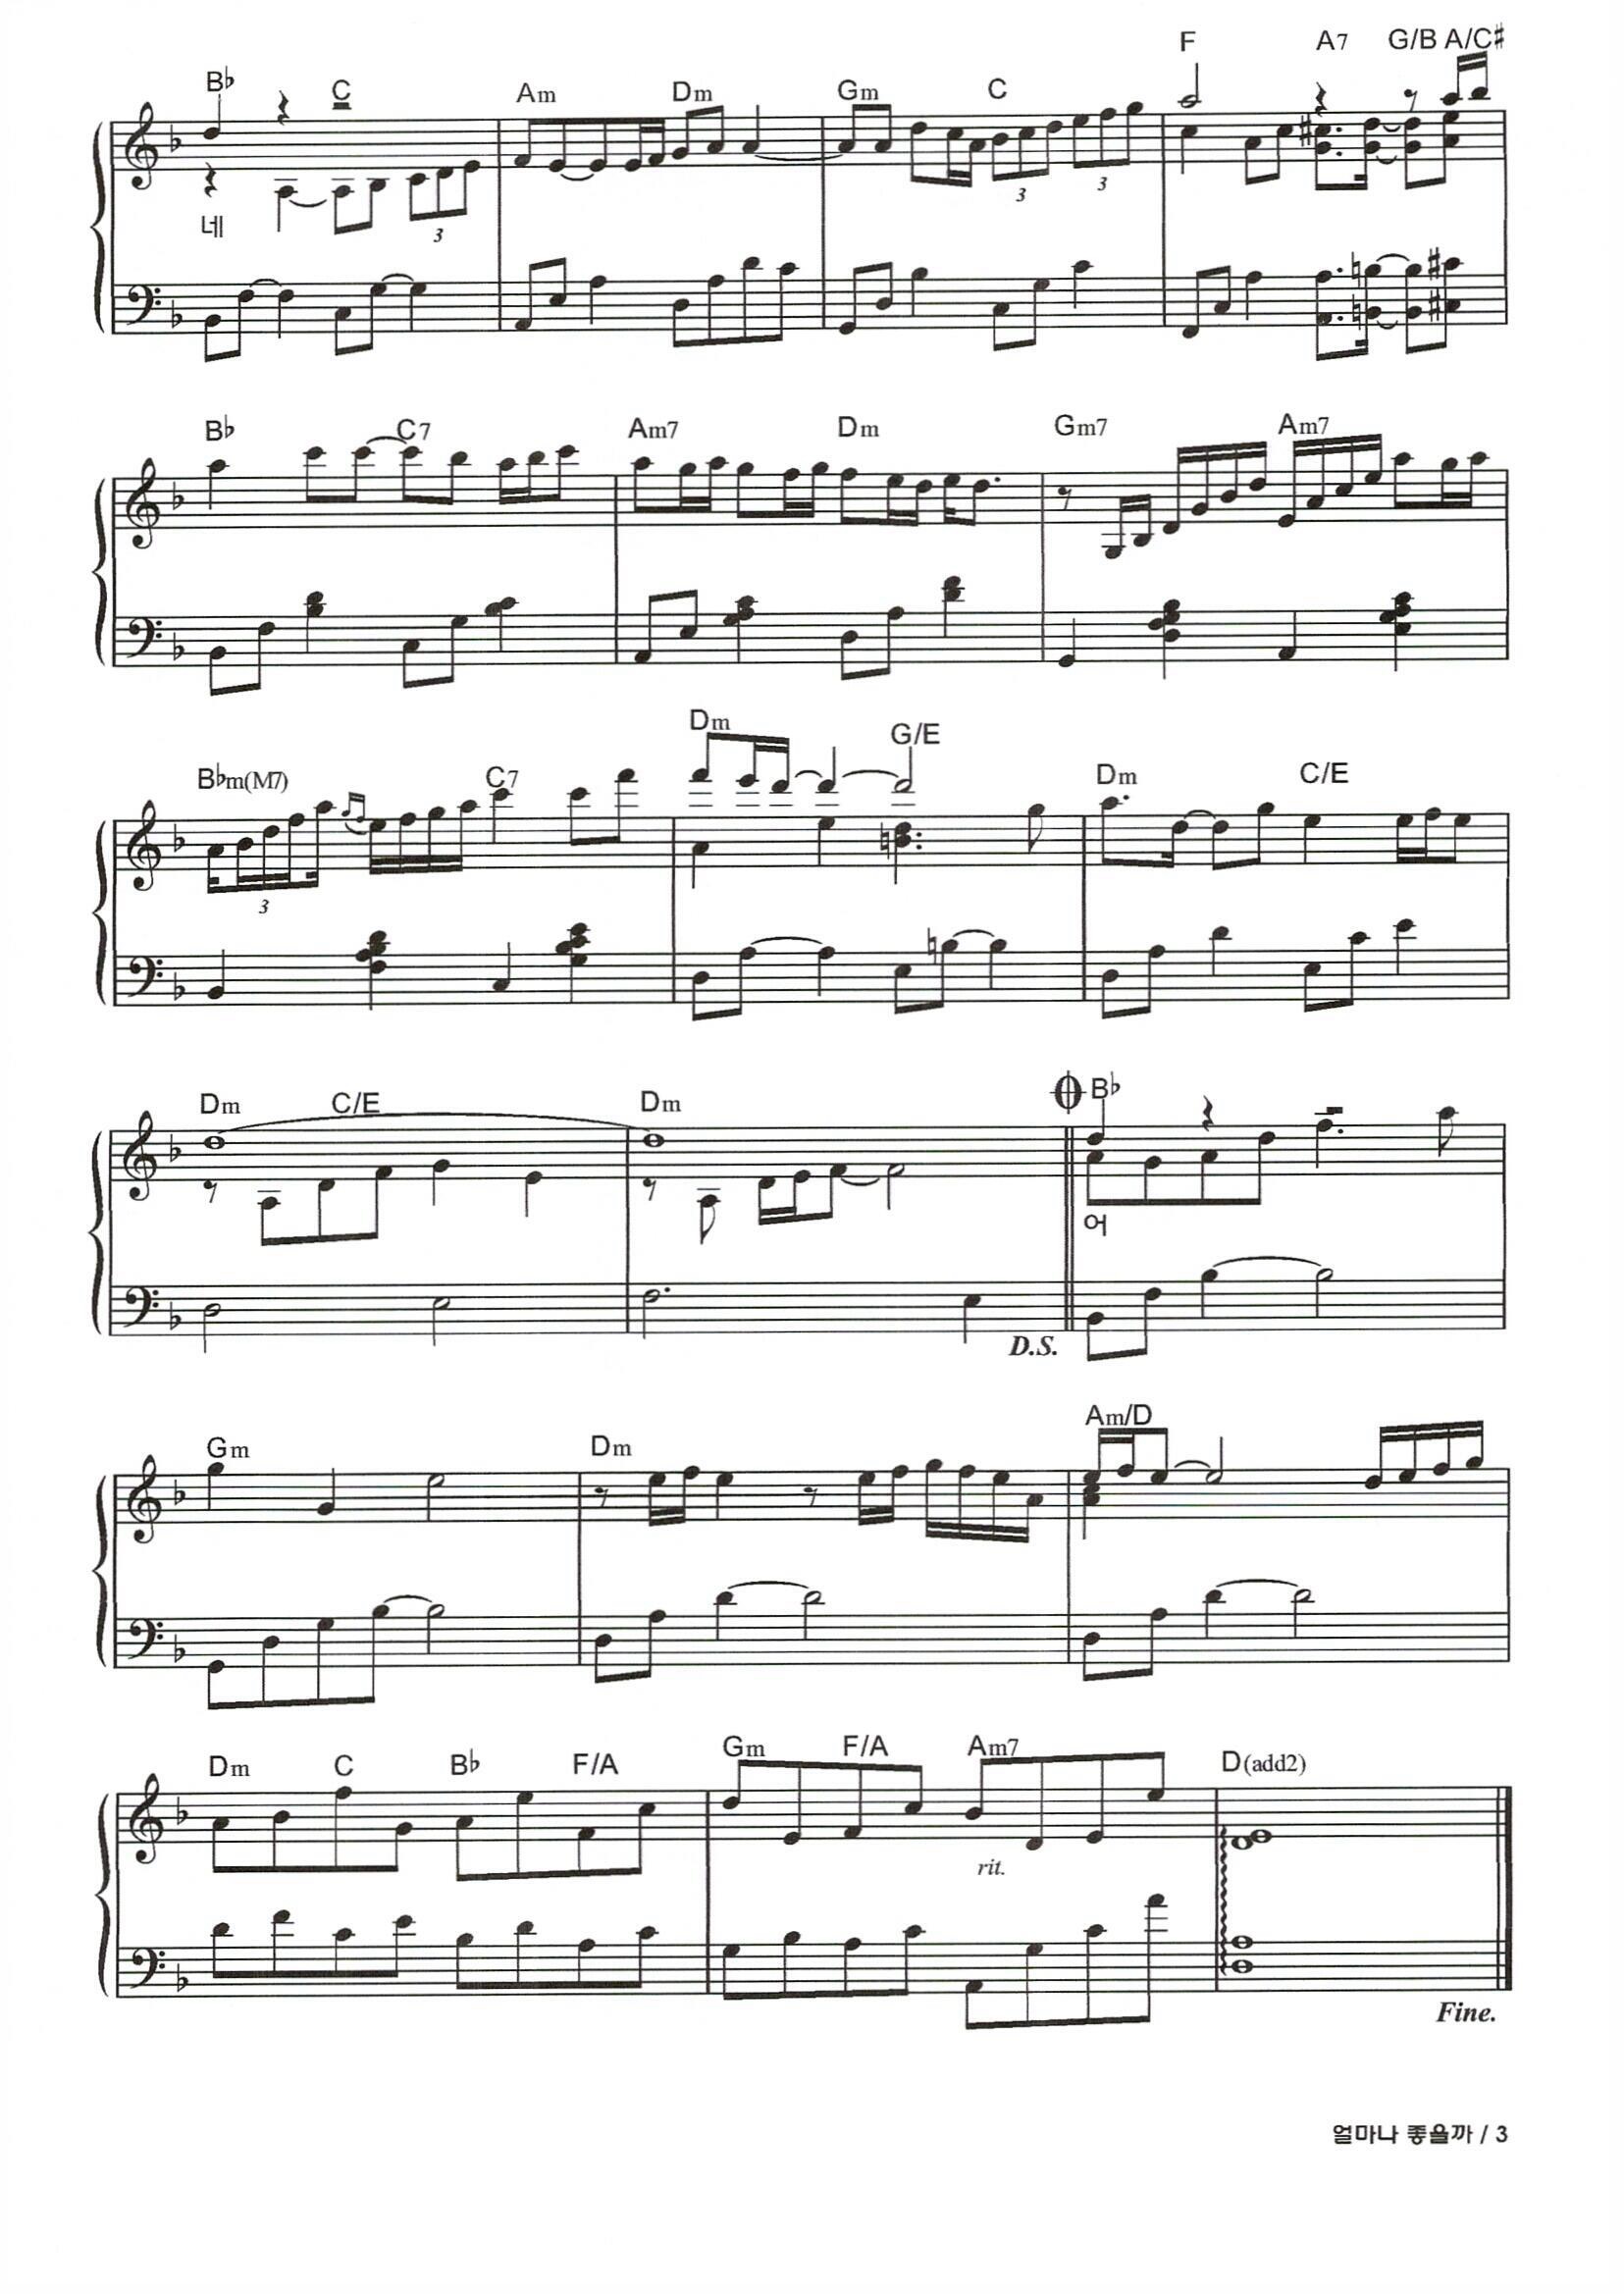 B♭ C Am Dm Gm C F A7 G/B A/C♯
3 3 3
네
B♭ C7 Am7 Dm Gm7 Am7
B♭m(M7) C7 Dm G/E Dm C/E
3
Dm C/E Dm B♭
어
D.S.
Gm Dm Am/D
Dm C B♭ F/A Gm F/A Am7 D(add2)
rit.
Fine.
얼마나 좋을까 / 3